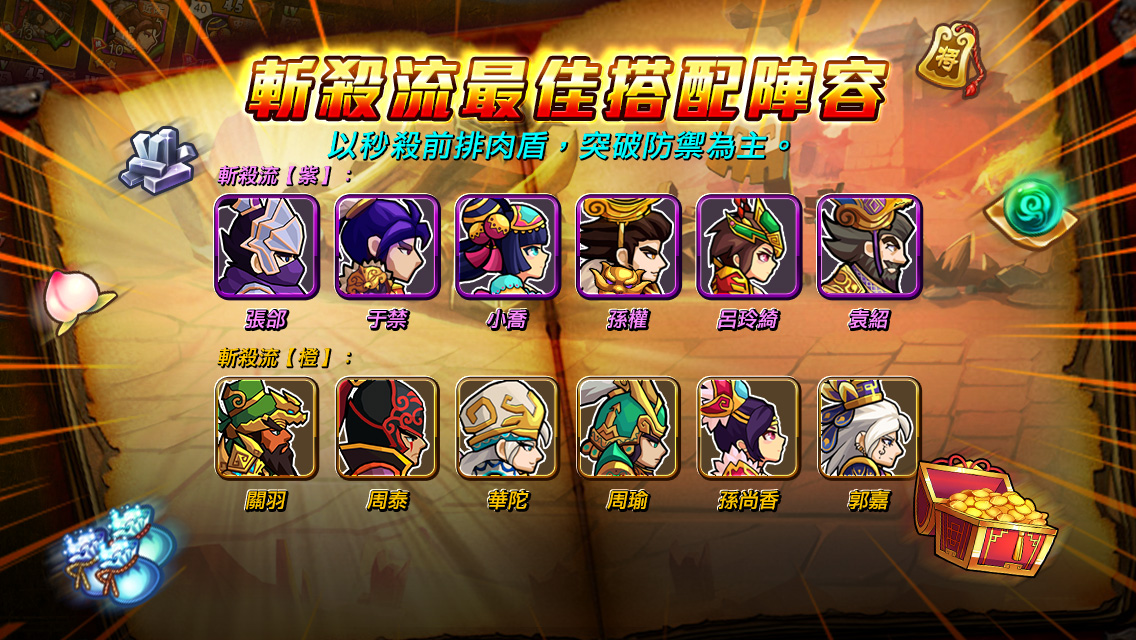 斬殺流最佳搭配陣容
以秒殺前排肉盾，突破防禦為主。
斬殺流【紫】：
張郃 于禁 小喬 孫權 呂玲綺 袁紹
斬殺流【橙】：
關羽 周泰 華陀 周瑜 孫尚香 郭嘉
將